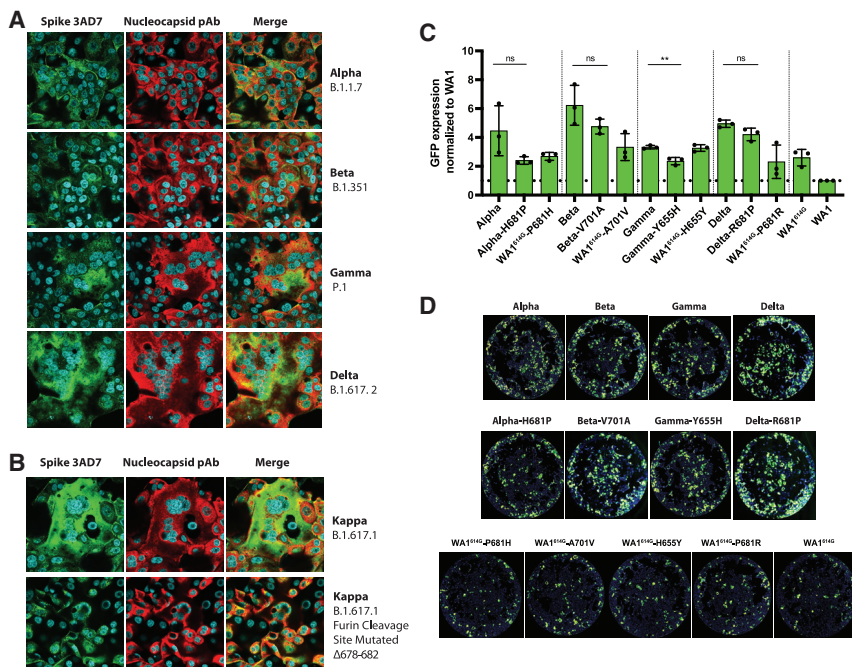 A
Spike 3AD7 Nucleocapsid pAb Merge
Alpha
B.1.1.7
Beta
B.1.351
Gamma
P.1
Delta
B.1.617. 2
B
Spike 3AD7 Nucleocapsid pAb Merge
Kappa
B.1.617.1
Kappa
B.1.617.1
Furin Cleavage
Site Mutated
Δ678-682
C
GFP expression
normalized to WA1
10
8
6
4
2
0
ns
ns
**
ns
Alpha
Alpha-H681P
WA1⁶¹⁴ᴳ-P681H
Beta
Beta-V701A
WA1⁶¹⁴ᴳ-A701V
Gamma
Gamma-Y655H
WA1⁶¹⁴ᴳ-H655Y
Delta
Delta-R681P
WA1⁶¹⁴ᴳ-P681R
WA1⁶¹⁴ᴳ
WA1
D
Alpha Beta Gamma Delta
Alpha-H681P Beta-V701A Gamma-Y655H Delta-R681P
WA1⁶¹⁴ᴳ-P681H WA1⁶¹⁴ᴳ-A701V WA1⁶¹⁴ᴳ-H655Y WA1⁶¹⁴ᴳ-P681R WA1⁶¹⁴ᴳ